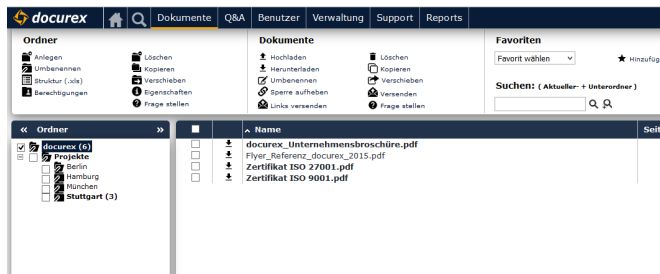 docurex Dokumente Q&A Benutzer Verwaltung Support Reports
Ordner Dokumente Favoriten
Anlegen Löschen Hochladen Löschen Favorit wählen Hinzufüg
Umbenennen Kopieren Herunterladen Kopieren
Struktur (.xls) Verschieben Umbenennen Verschieben
Berechtigungen Eigenschaften Sperre aufheben Versenden Suchen: ( Aktueller- + Unterordner )
Frage stellen Links versenden Frage stellen
« Ordner » Name Seit
docurex (6) docurex_Unternehmensbroschüre.pdf
Projekte Flyer_Referenz_docurex_2015.pdf
Berlin Zertifikat ISO 27001.pdf
Hamburg Zertifikat ISO 9001.pdf
München
Stuttgart (3)